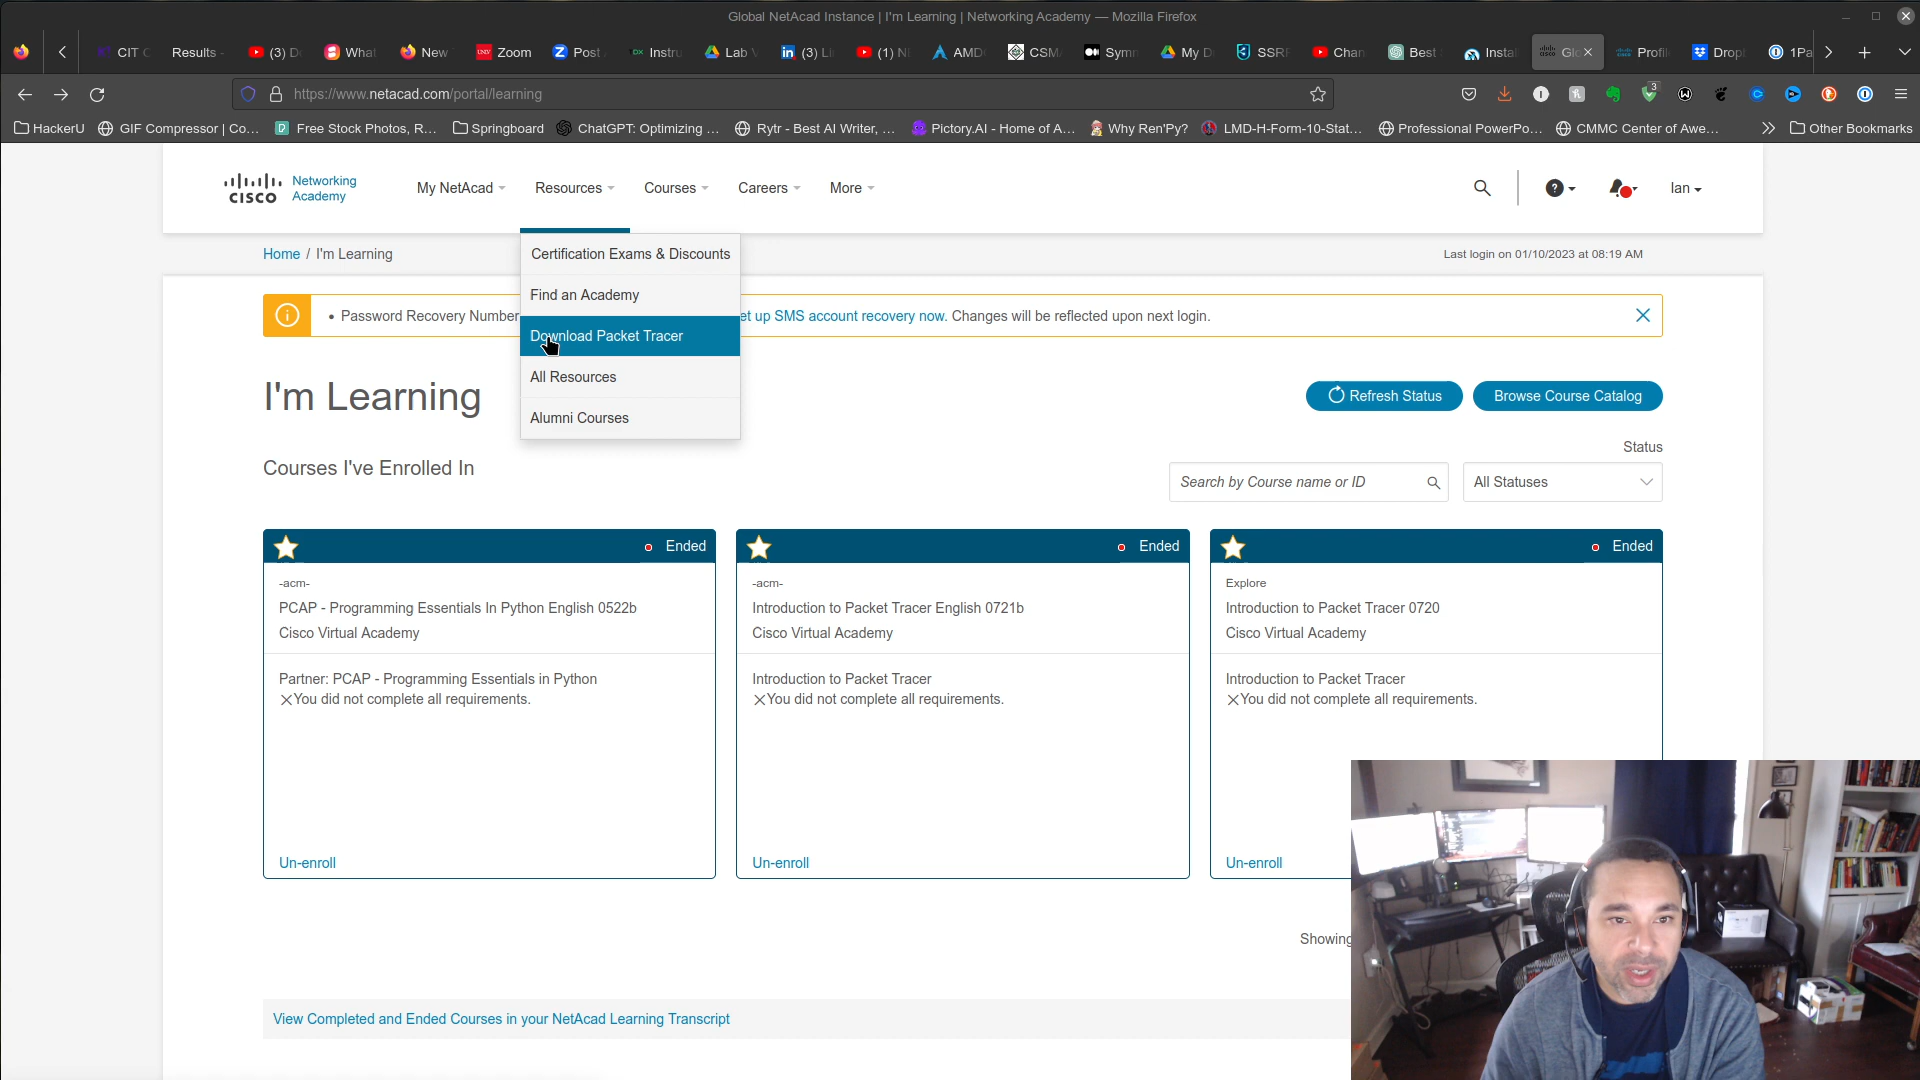 Global NetAcad Instance | I'm Learning | Networking Academy — Mozilla Firefox
CIT C
Results -
(3) D
What
New
Zoom
Post
Instru
Lab V
(3) Li
(1) N
AMD
CSM
Sym
My D
SSRF
Chan
Best
Insta
Glo
Profil
Drop
1Pa
https://www.netacad.com/portal/learning
3
HackerU
GIF Compressor | Co...
Free Stock Photos, R...
Springboard
ChatGPT: Optimizing ...
Rytr - Best AI Writer, ...
Pictory.AI - Home of A...
Why Ren'Py?
LMD-H-Form-10-Stat...
Professional PowerPo...
CMMC Center of Awe...
Other Bookmarks
CISCO
Networking
Academy
My NetAcad
Resources
Courses
Careers
More
Ian
Home / I'm Learning
Last login on 01/10/2023 at 08:19 AM
Certification Exams & Discounts
Find an Academy
Download Packet Tracer
All Resources
Alumni Courses
• Password Recovery Number
et up SMS account recovery now. Changes will be reflected upon next login.
I'm Learning
Refresh Status
Browse Course Catalog
Status
Courses I've Enrolled In
Search by Course name or ID
All Statuses
Ended
-acm-
PCAP - Programming Essentials In Python English 0522b
Cisco Virtual Academy
Partner: PCAP - Programming Essentials in Python
You did not complete all requirements.
Un-enroll
Ended
-acm-
Introduction to Packet Tracer English 0721b
Cisco Virtual Academy
Introduction to Packet Tracer
You did not complete all requirements.
Un-enroll
Ended
Explore
Introduction to Packet Tracer 0720
Cisco Virtual Academy
Introduction to Packet Tracer
You did not complete all requirements.
Un-enroll
Showing
View Completed and Ended Courses in your NetAcad Learning Transcript